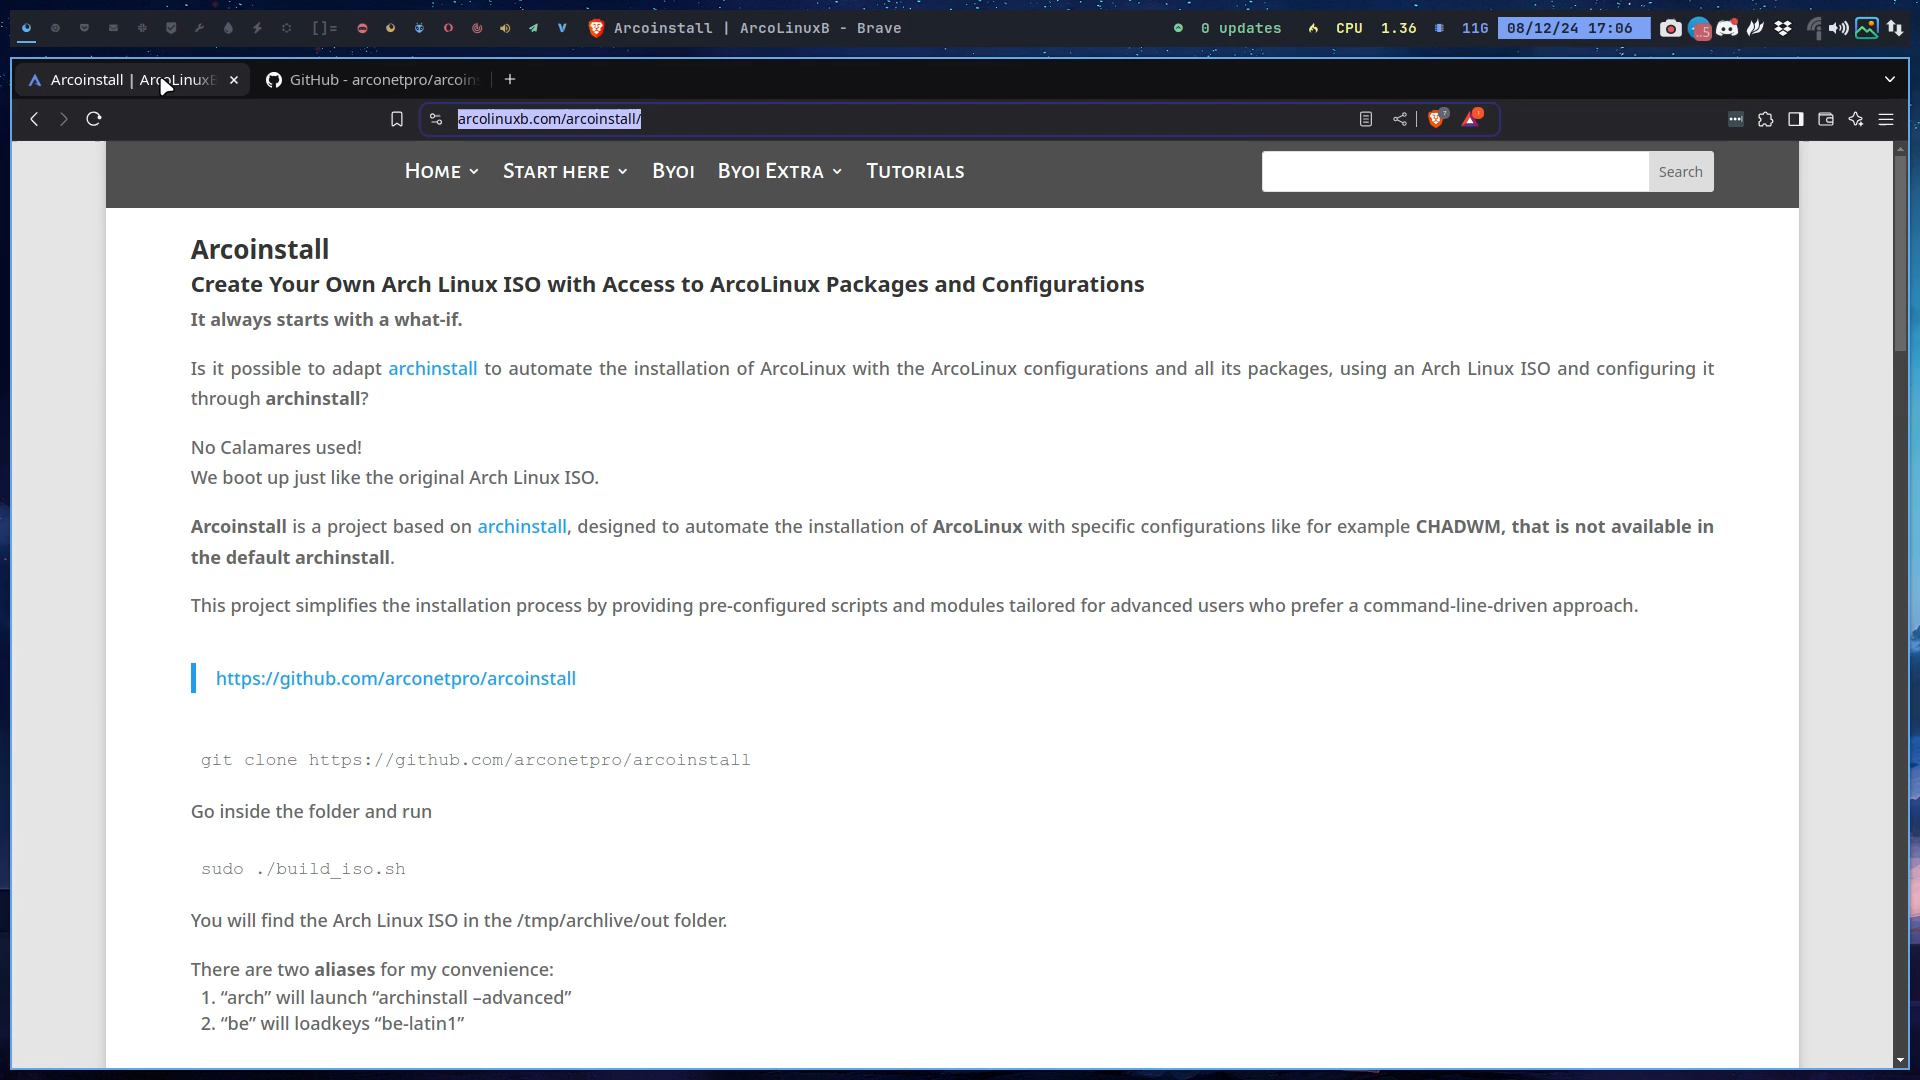 []=
Arcoinstall | ArcoLinuxB - Brave
0 updates
CPU 1.36
11G
08/12/24 17:06
Arcoinstall | ArcoLinuxB
GitHub - arconetpro/arcoins
arcolinuxb.com/arcoinstall/
HOME
START HERE
BYOI
BYOI EXTRA
TUTORIALS
Search
Arcoinstall
Create Your Own Arch Linux ISO with Access to ArcoLinux Packages and Configurations
It always starts with a what-if.
Is it possible to adapt archinstall to automate the installation of ArcoLinux with the ArcoLinux configurations and all its packages, using an Arch Linux ISO and configuring it
through archinstall?
No Calamares used!
We boot up just like the original Arch Linux ISO.
Arcoinstall is a project based on archinstall, designed to automate the installation of ArcoLinux with specific configurations like for example CHADWM, that is not available in
the default archinstall.
This project simplifies the installation process by providing pre-configured scripts and modules tailored for advanced users who prefer a command-line-driven approach.
https://github.com/arconetpro/arcoinstall
git clone https://github.com/arconetpro/arcoinstall
Go inside the folder and run
sudo ./build_iso.sh
You will find the Arch Linux ISO in the /tmp/archlive/out folder.
There are two aliases for my convenience:
1. “arch” will launch “archinstall –advanced”
2. “be” will loadkeys “be-latin1”